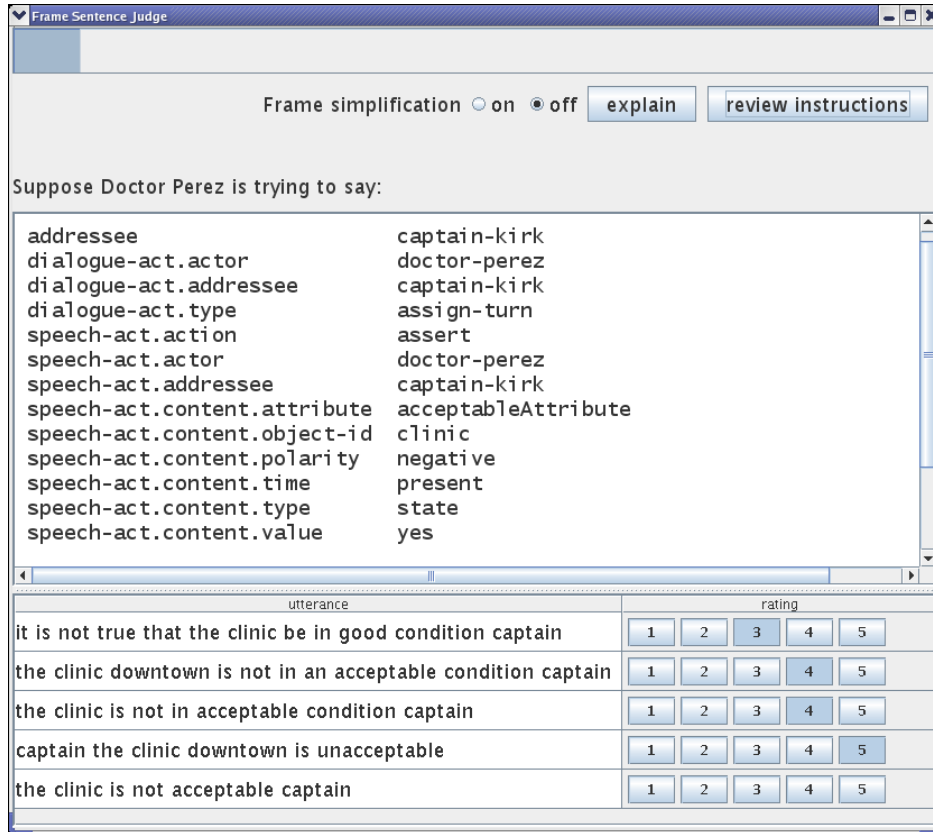 Frame Sentence Judge
Frame simplification on off explain review instructions
Suppose Doctor Perez is trying to say:
addressee captain-kirk
dialogue-act.actor doctor-perez
dialogue-act.addressee captain-kirk
dialogue-act.type assign-turn
speech-act.action assert
speech-act.actor doctor-perez
speech-act.addressee captain-kirk
speech-act.content.attribute acceptableAttribute
speech-act.content.object-id clinic
speech-act.content.polarity negative
speech-act.content.time present
speech-act.content.type state
speech-act.content.value yes
utterance rating
it is not true that the clinic be in good condition captain 1 2 3 4 5
the clinic downtown is not in an acceptable condition captain 1 2 3 4 5
the clinic is not in acceptable condition captain 1 2 3 4 5
captain the clinic downtown is unacceptable 1 2 3 4 5
the clinic is not acceptable captain 1 2 3 4 5